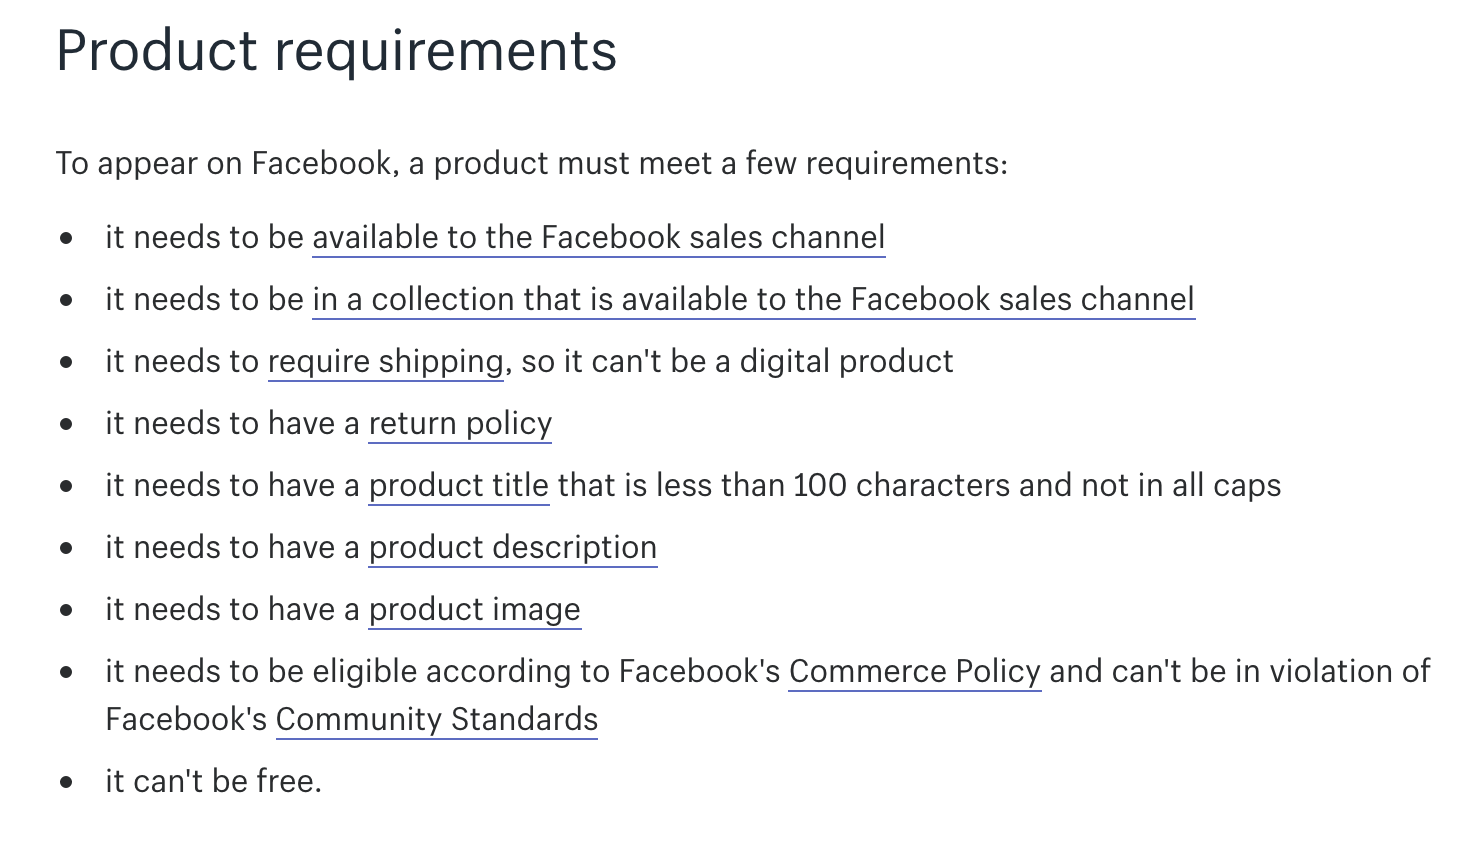 Product requirements
To appear on Facebook, a product must meet a few requirements:
• it needs to be available to the Facebook sales channel
• it needs to be in a collection that is available to the Facebook sales channel
• it needs to require shipping, so it can't be a digital product
• it needs to have a return policy
• it needs to have a product title that is less than 100 characters and not in all caps
• it needs to have a product description
• it needs to have a product image
• it needs to be eligible according to Facebook's Commerce Policy and can't be in violation of
Facebook's Community Standards
• it can't be free.